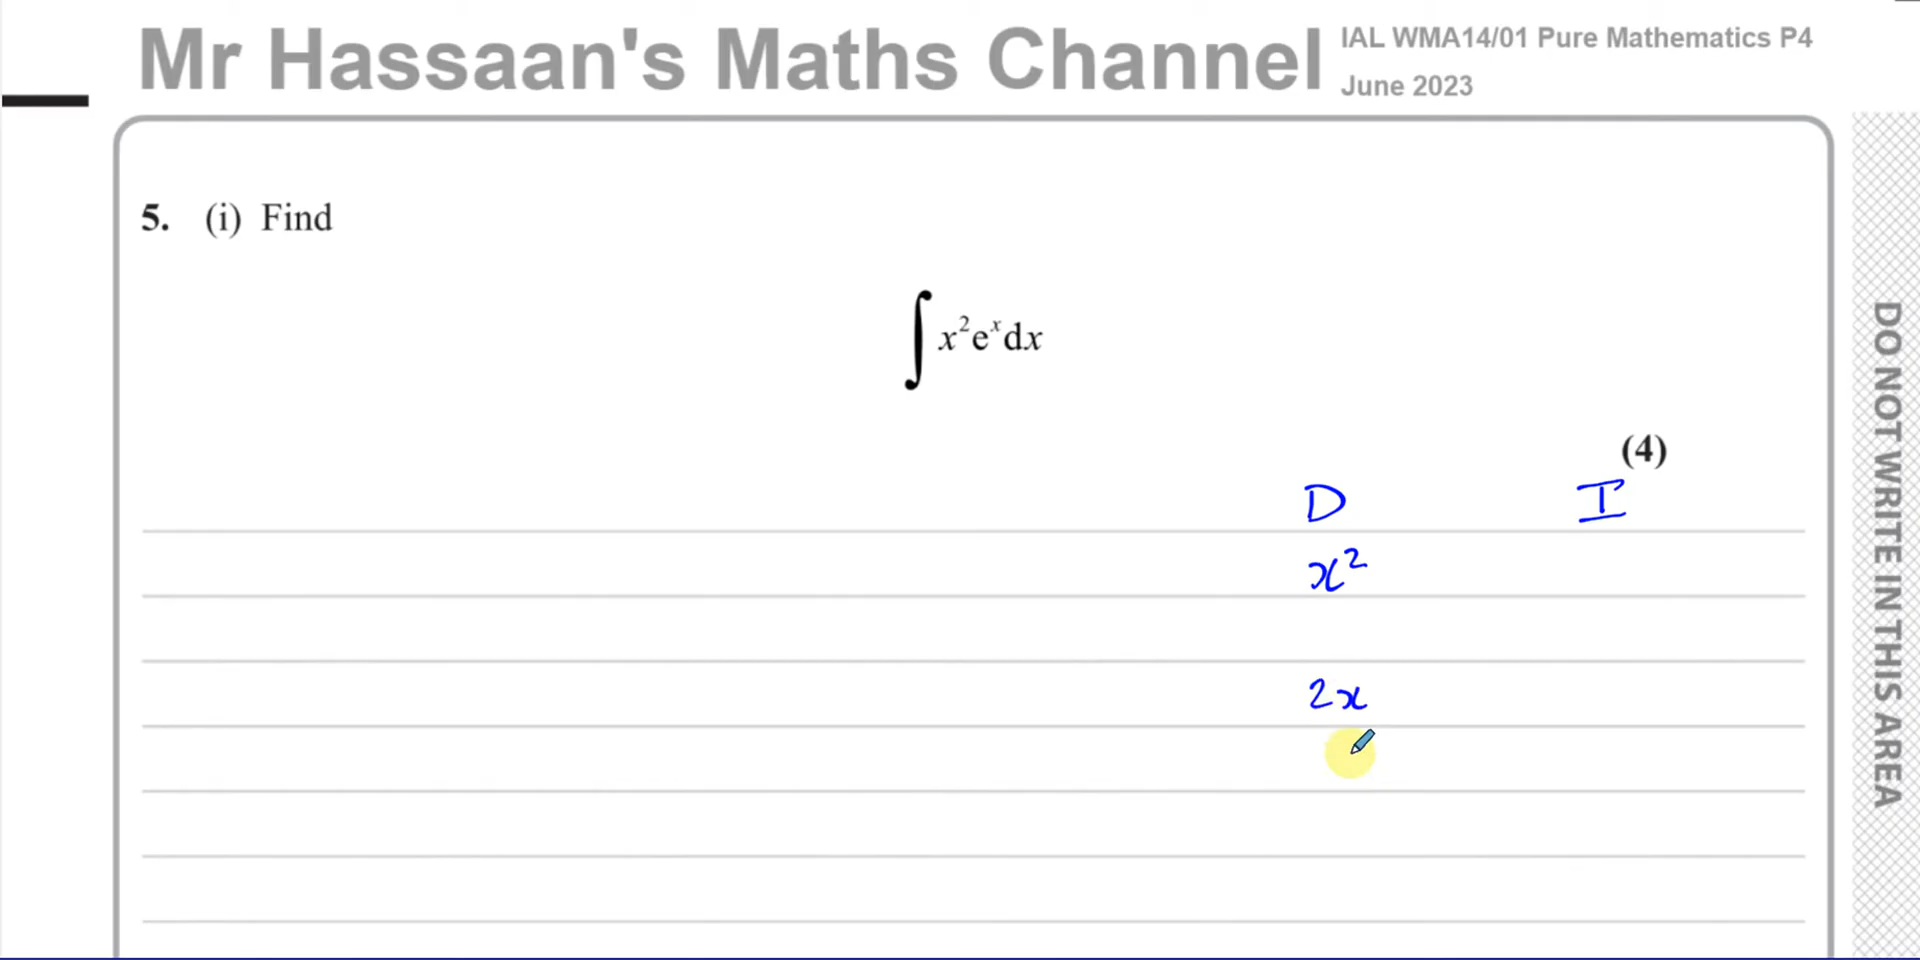 Mr Hassaan's Maths Channel
IAL WMA14/01 Pure Mathematics P4
June 2023
5. (i) Find
∫ x²eˣdx
(4)
D I
x²
2x
DO NOT WRITE IN THIS AREA